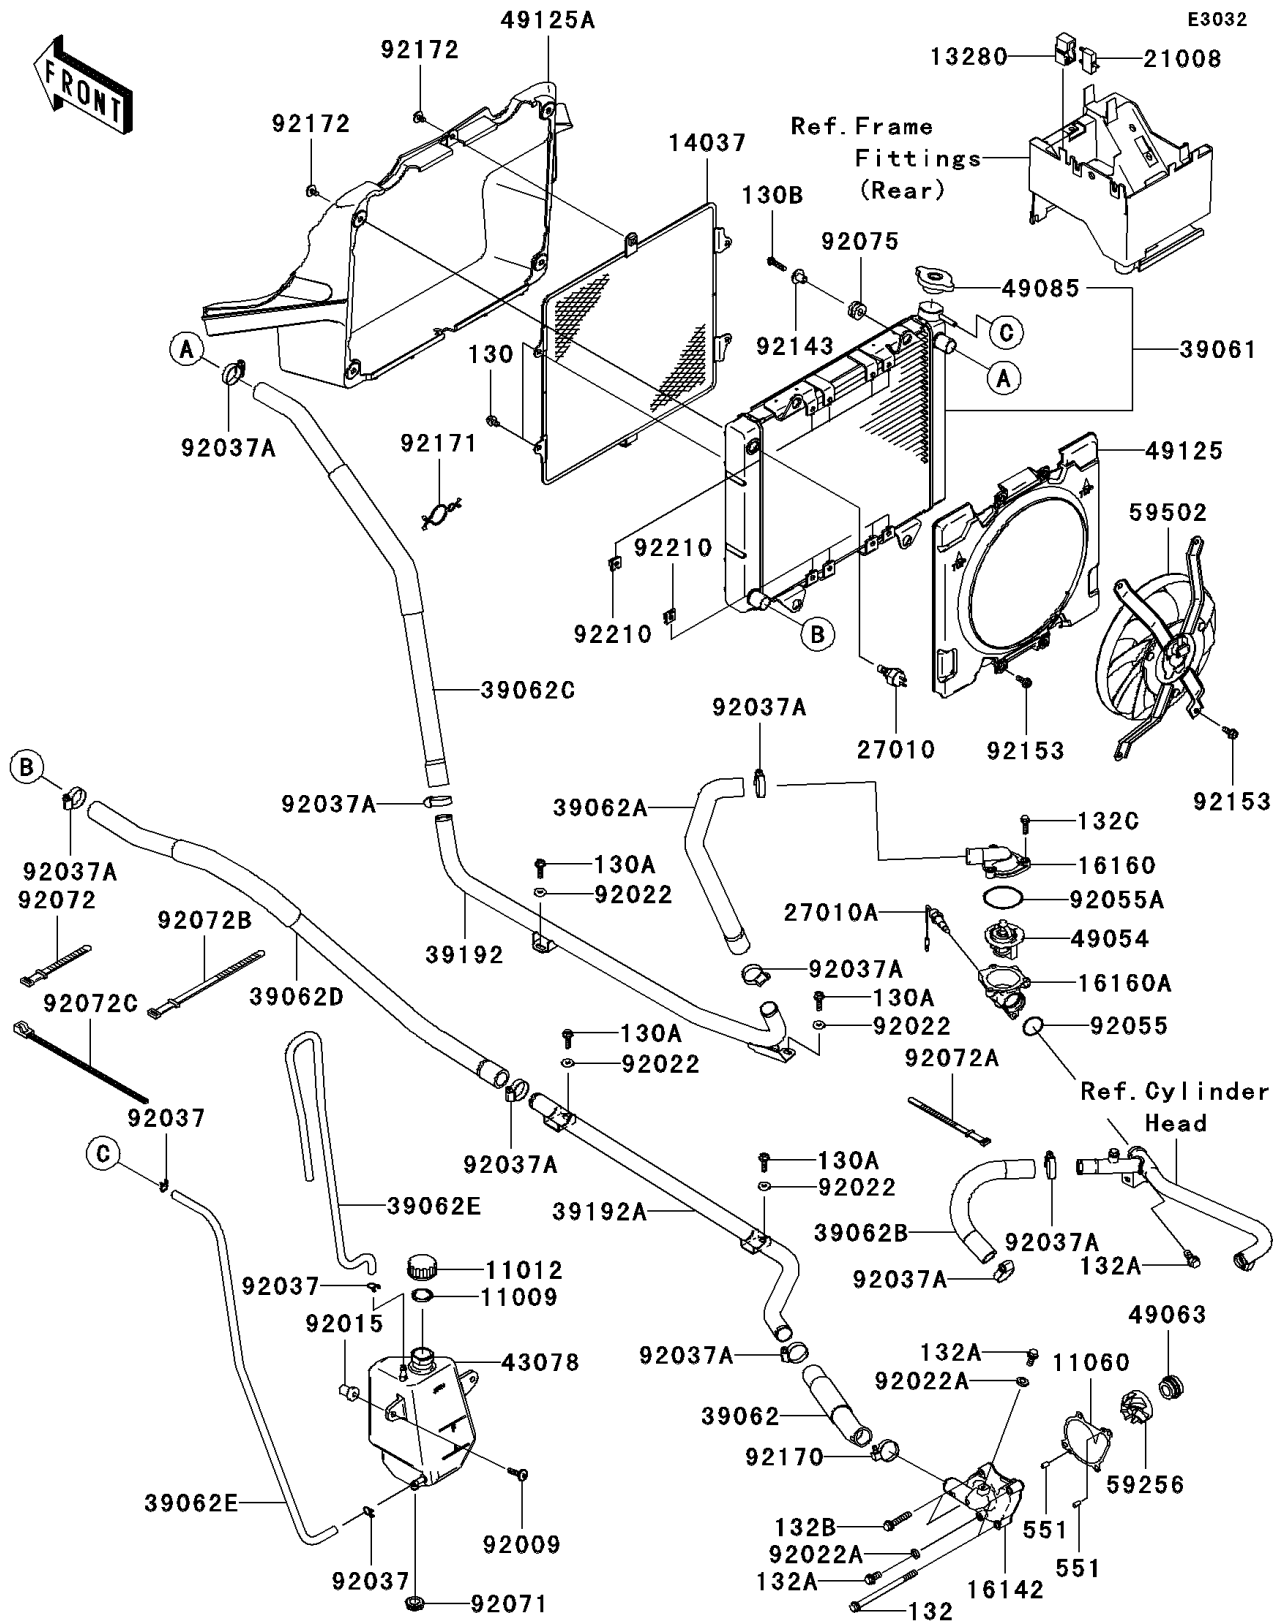 E3032
49125A
92172
13280
21008
FRONT
92172
Ref. Frame
Fittings
(Rear)
14037
130B
92075
49085
C
A
92143
39061
130
A
92037A
92171
49125
59502
92210
92210
B
39062C
92037A
27010
92153
92153
B
92037A
39062A
132C
92037A
130A
16160
92072
92022
92055A
92072B
27010A
49054
39192
92037A
92072C
39062D
130A
16160A
130A
92022
92055
92022
92072A
Ref. Cylinder
Head
92037
C
92037A
130A
92022
39062E
39192A
39062B
92037A
132A
92037A
11012
92037
11009
92015
49063
43078
92037A
132A
11060
92022A
39062
92170
59256
39062E
132B
551
92009
92022A
551
92037
132A
16142
92071
132
TOP
TOP